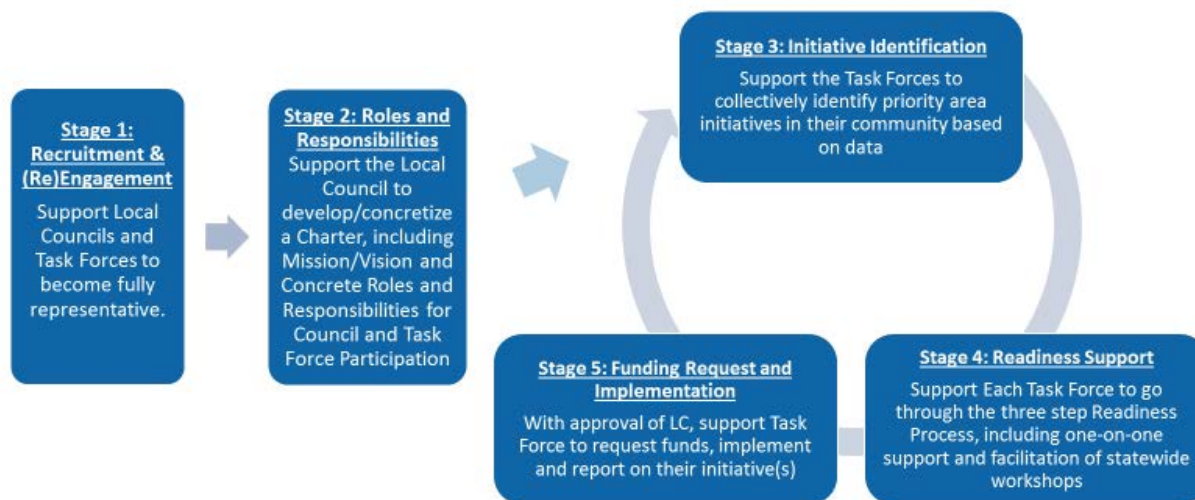 Stage 1:
Recruitment &
(Re)Engagement
Support Local
Councils and
Task Forces to
become fully
representative.
Stage 2: Roles and
Responsibilities
Support the Local
Council to
develop/concretize
a Charter, including
Mission/Vision and
Concrete Roles and
Responsibilities for
Council and Task
Force Participation
Stage 3: Initiative Identification
Support the Task Forces to
collectively identify priority area
initiatives in their community based
on data
Stage 4: Readiness Support
Support Each Task Force to go
through the three step Readiness
Process, including one-on-one
support and facilitation of statewide
workshops
Stage 5: Funding Request and
Implementation
With approval of LC, support Task
Force to request funds, implement
and report on their initiative(s)